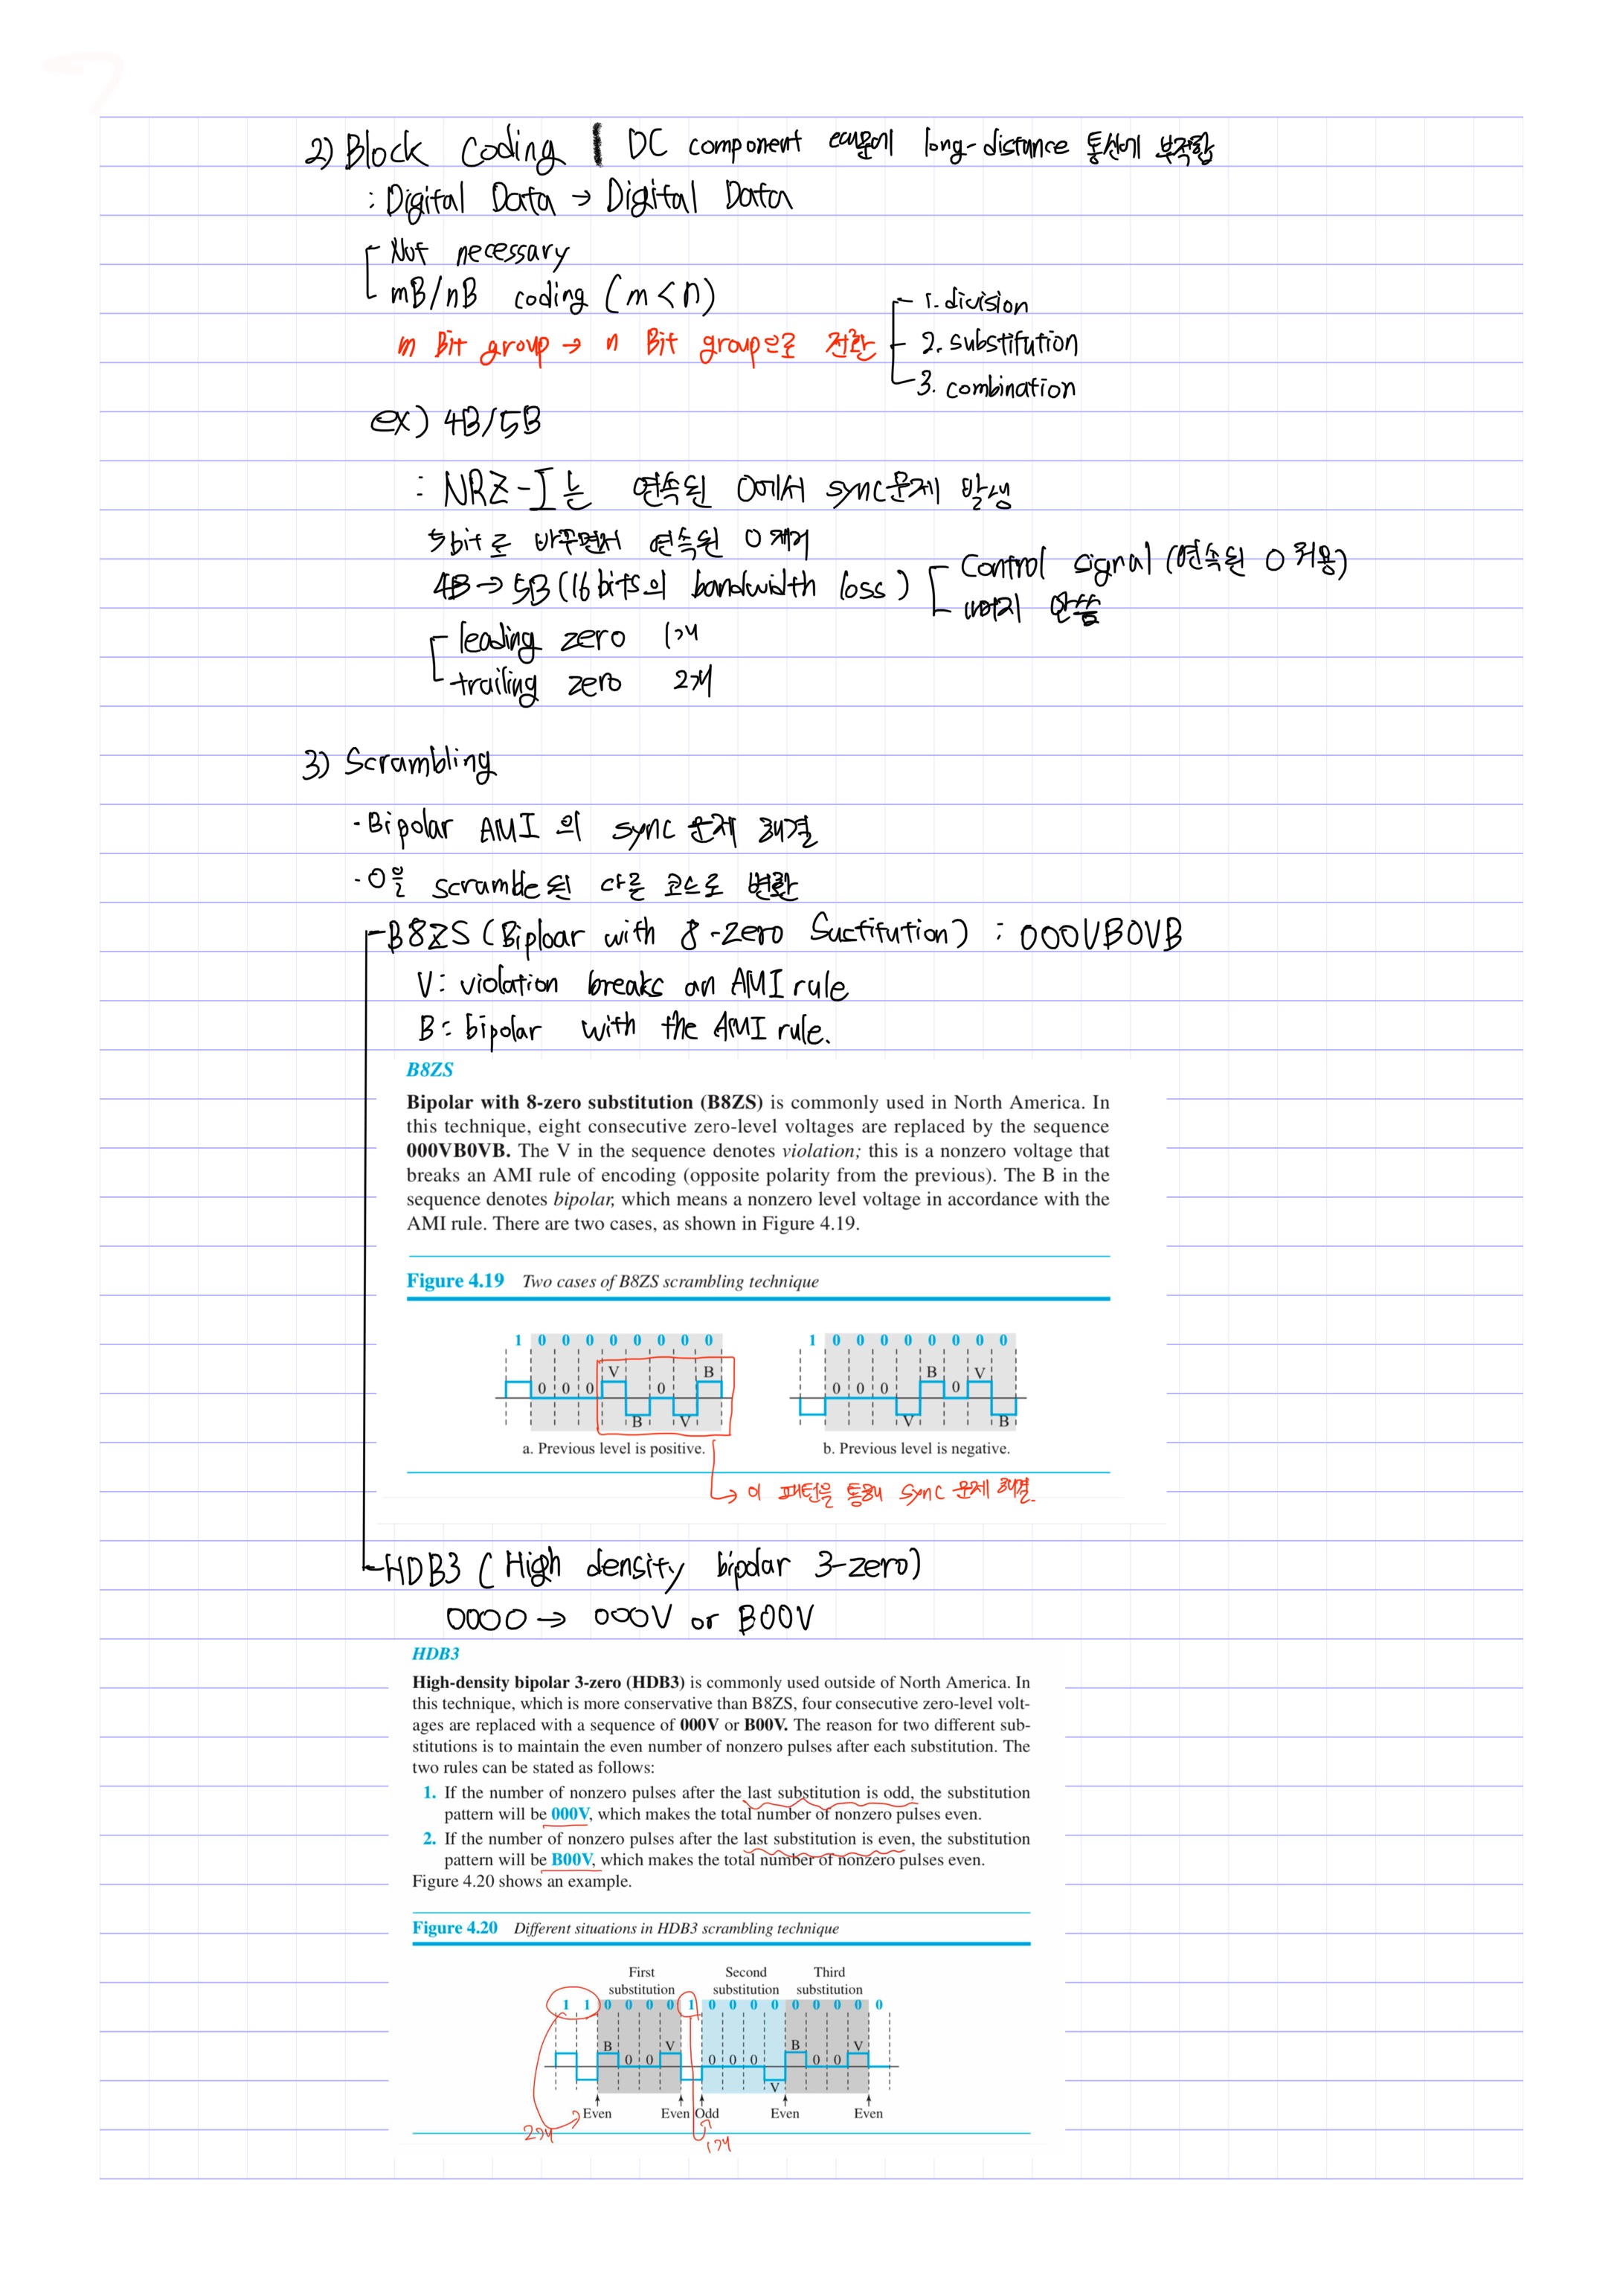 2) Block Coding | DC component 때문에 long-distance 통신에 부적합
: Digital Data → Digital Data
Not necessary
mB/nB coding (m<n)
m Bit group → n Bit group으로 전환
1. division
2. substitution
3. combination
ex) 4B/5B
: NRZ-I는 연속된 0에서 sync문제 발생
5bit로 바꾸면서 연속된 0 제거
4B→5B (16bits의 bandwidth loss)
Control signal (연속된 0 허용)
나머지 안씀
leading zero 1개
trailing zero 2개
3) Scrambling
·Bipolar AMI의 sync 문제 해결
·0을 scramble된 다른 코드로 변환
B8ZS (Biploar with 8-zero Suctitution) : 000VB0VB
V: violation breaks an AMI rule
B: bipolar with the AMI rule.
B8ZS
Bipolar with 8-zero substitution (B8ZS) is commonly used in North America. In
this technique, eight consecutive zero-level voltages are replaced by the sequence
000VB0VB. The V in the sequence denotes violation; this is a nonzero voltage that
breaks an AMI rule of encoding (opposite polarity from the previous). The B in the
sequence denotes bipolar, which means a nonzero level voltage in accordance with the
AMI rule. There are two cases, as shown in Figure 4.19.
Figure 4.19 Two cases of B8ZS scrambling technique
1 0 0 0 0 0 0 0 0
0 0 0 V B 0 V B
a. Previous level is positive.
1 0 0 0 0 0 0 0 0
0 0 0 V B 0 V B
b. Previous level is negative.
→ 이 패턴을 통해 sync 문제 해결.
HDB3 (High density bipolar 3-zero)
0000 → 000V or B00V
HDB3
High-density bipolar 3-zero (HDB3) is commonly used outside of North America. In
this technique, which is more conservative than B8ZS, four consecutive zero-level volt-
ages are replaced with a sequence of 000V or B00V. The reason for two different sub-
stitutions is to maintain the even number of nonzero pulses after each substitution. The
two rules can be stated as follows:
1. If the number of nonzero pulses after the last substitution is odd, the substitution
pattern will be 000V, which makes the total number of nonzero pulses even.
2. If the number of nonzero pulses after the last substitution is even, the substitution
pattern will be B00V, which makes the total number of nonzero pulses even.
Figure 4.20 shows an example.
Figure 4.20 Different situations in HDB3 scrambling technique
First substitution
Second substitution
Third substitution
1 1 0 0 0 0 1 0 0 0 0 0 0 0 0 0
B 0 0 V 0 0 0 V B 0 0 V
Even Even Odd Even Even
2개
1개